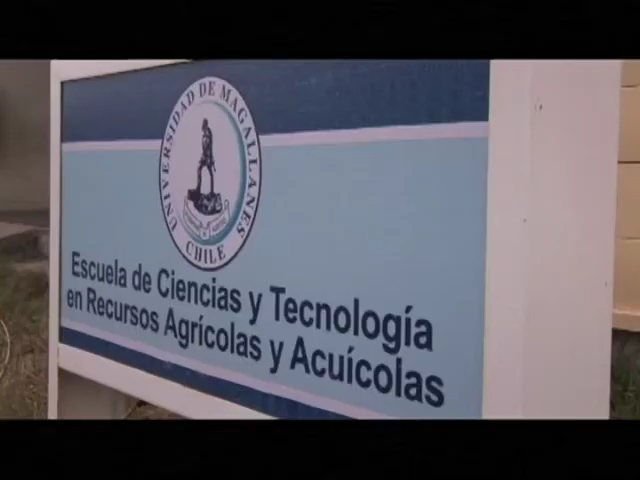 UNIVERSIDAD DE MAGALLANES
CHILE
Escuela de Ciencias y Tecnología
en Recursos Agrícolas y Acuícolas